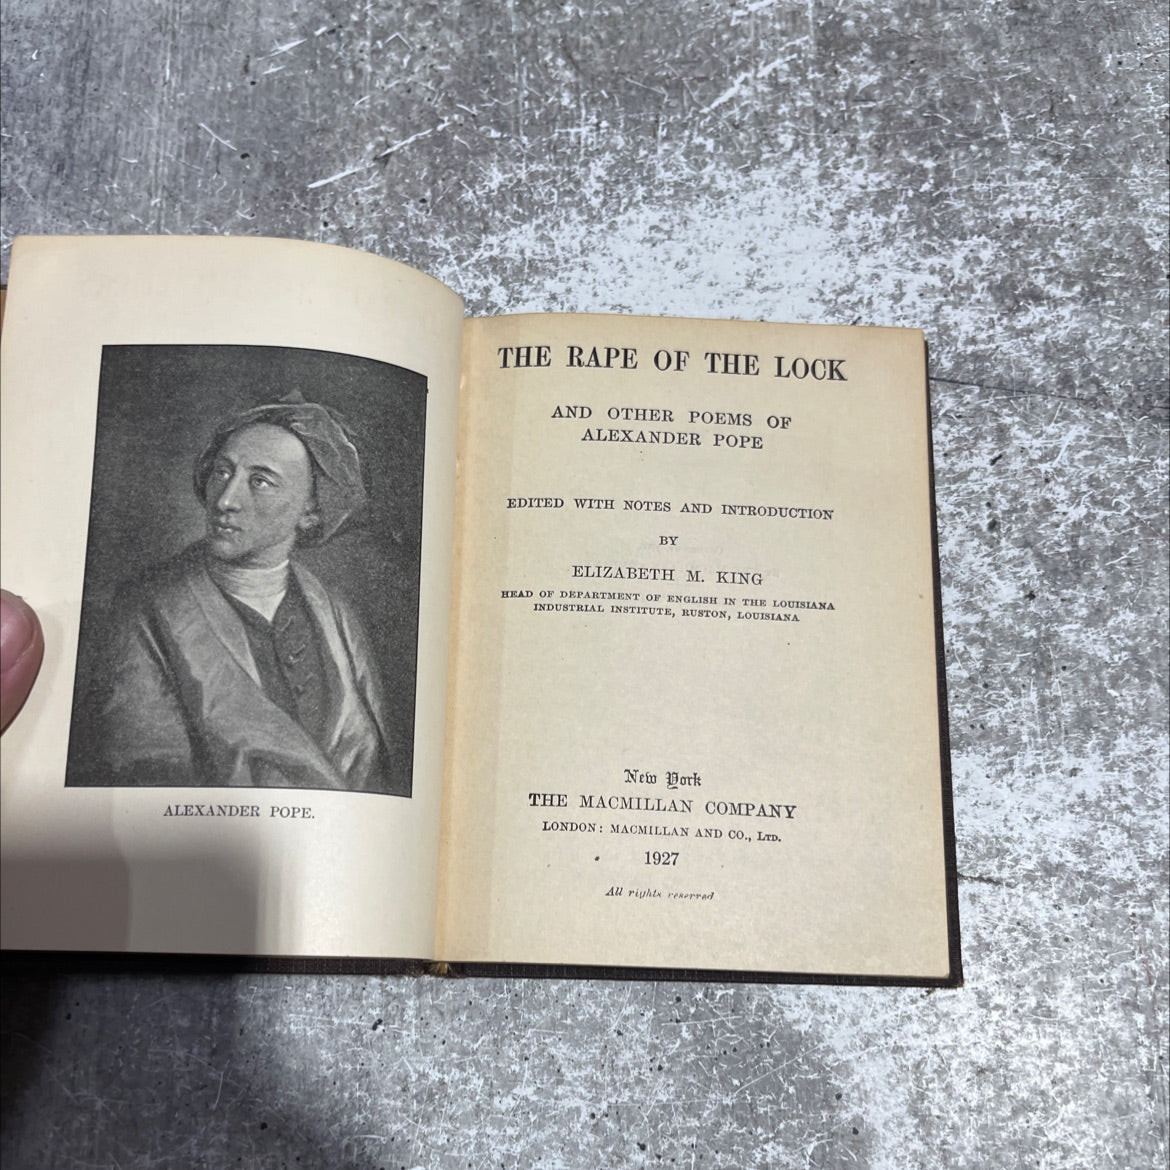 ALEXANDER POPE.
THE RAPE OF THE LOCK
AND OTHER POEMS OF
ALEXANDER POPE
EDITED WITH NOTES AND INTRODUCTION
BY
ELIZABETH M. KING
HEAD OF DEPARTMENT OF ENGLISH IN THE LOUISIANA
INDUSTRIAL INSTITUTE, RUSTON, LOUISIANA
New York
THE MACMILLAN COMPANY
LONDON: MACMILLAN AND CO., LTD.
1927
All rights reserved